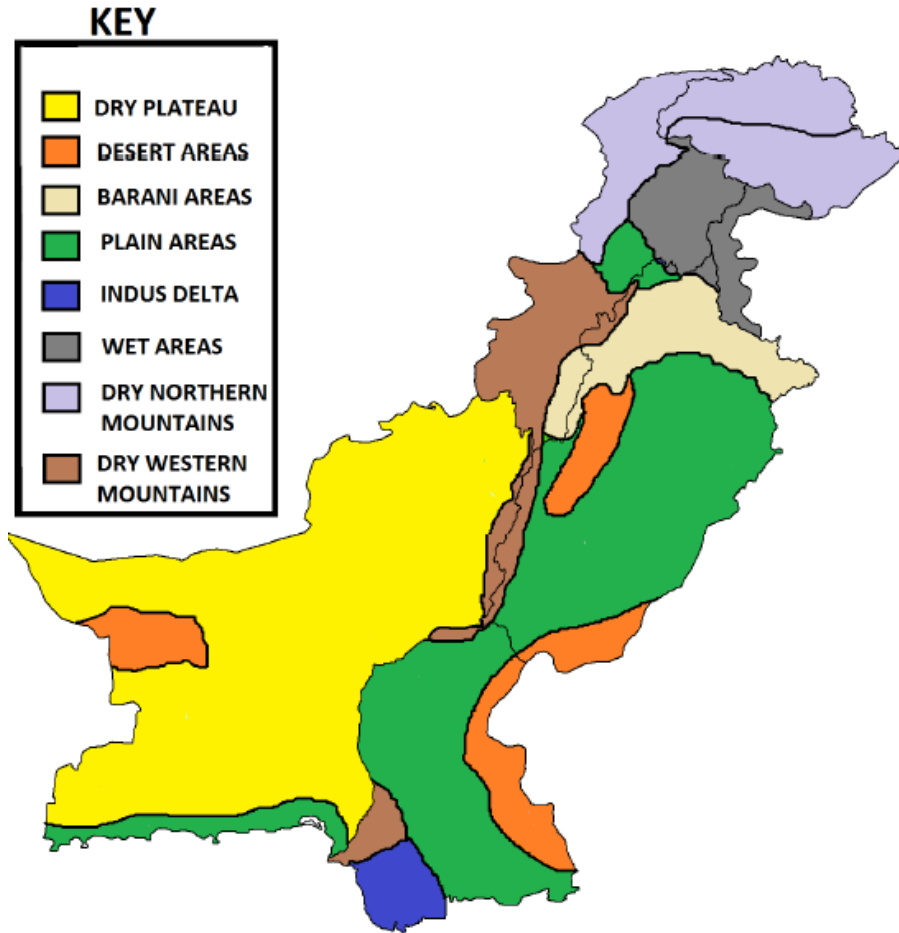 KEY
DRY PLATEAU
DESERT AREAS
BARANI AREAS
PLAIN AREAS
INDUS DELTA
WET AREAS
DRY NORTHERN
MOUNTAINS
DRY WESTERN
MOUNTAINS